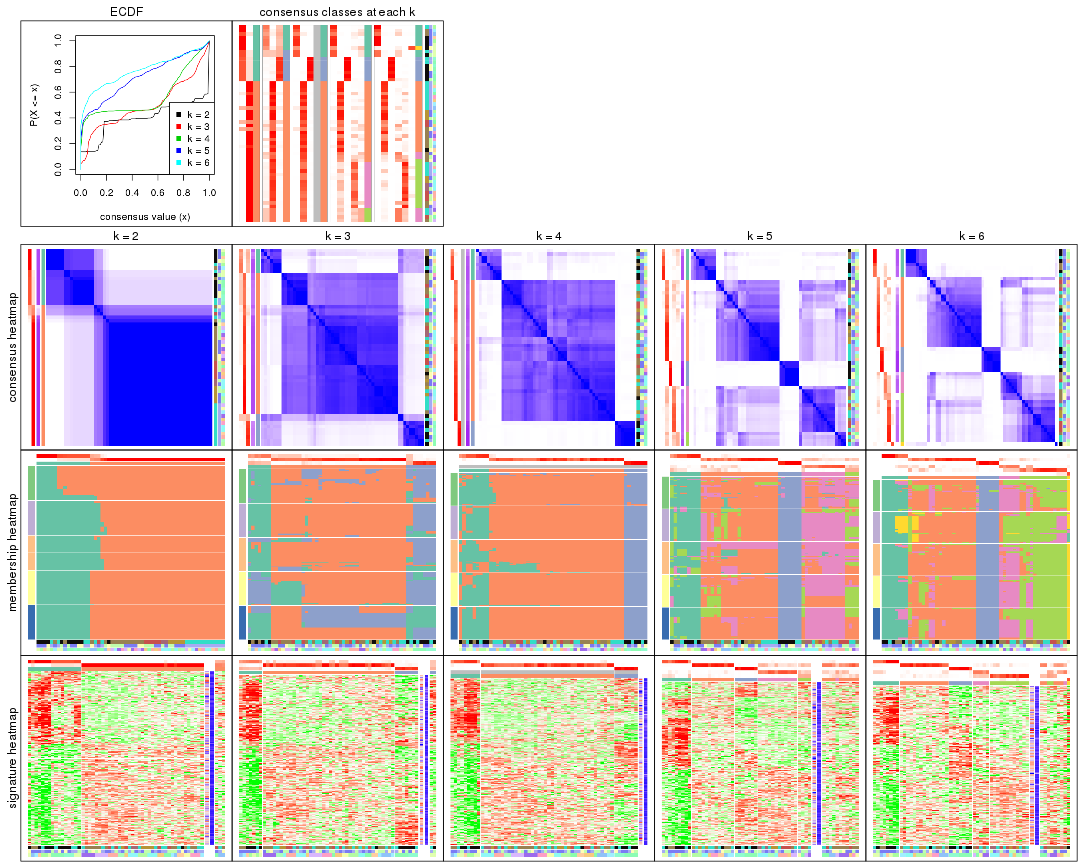 ECDF
consensus classes at each k
P(X <= x)
1.0
0.8
0.6
0.4
0.2
0.0
k = 2
k = 3
k = 4
k = 5
k = 6
0.0 0.2 0.4 0.6 0.8 1.0
consensus value (x)
k = 2 k = 3 k = 4 k = 5 k = 6
consensus heatmap
membership heatmap
signature heatmap